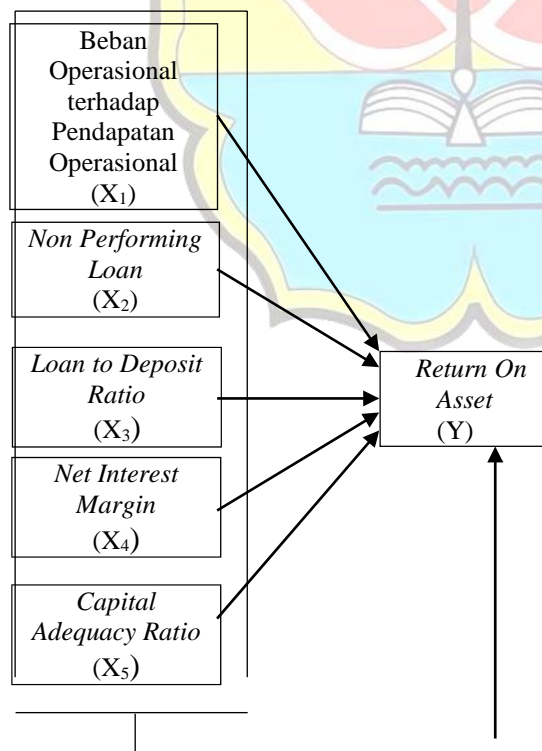 Beban
Operasional
terhadap
Pendapatan
Operasional
(X₁)
Non Performing
Loan
(X₂)
Loan to Deposit
Ratio
(X₃)
Net Interest
Margin
(X₄)
Capital
Adequacy Ratio
(X₅)
Return On
Asset
(Y)